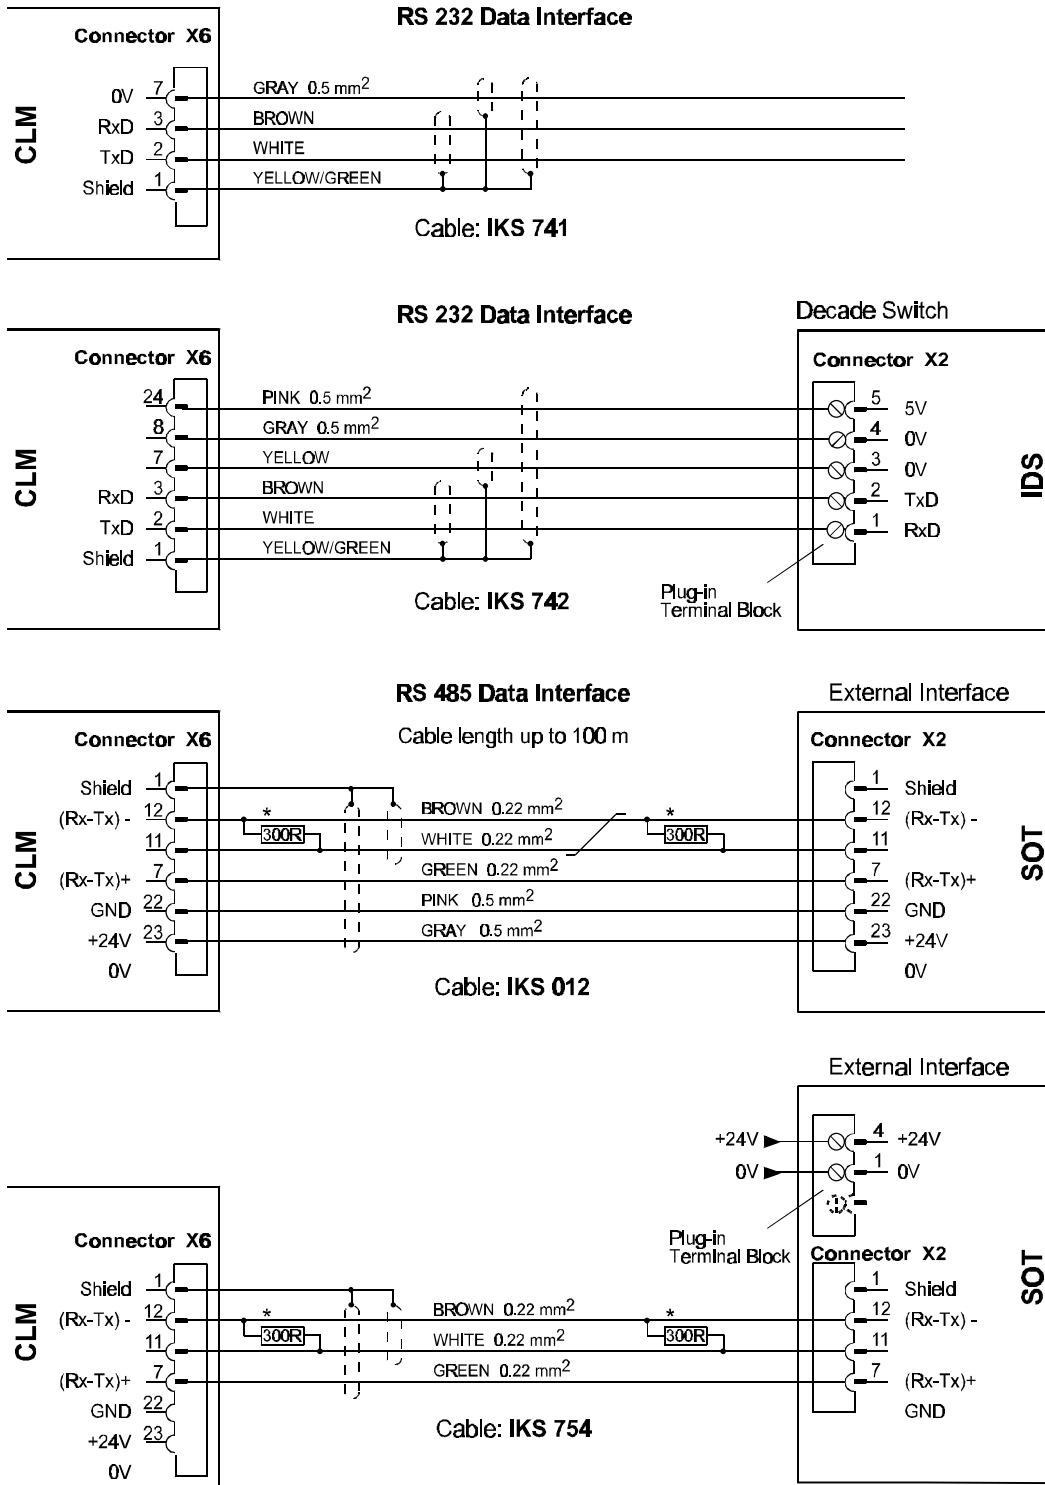 RS 232 Data Interface
Connector X6
CLM
0V 7 GRAY 0.5 mm²
RxD 3 BROWN
TxD 2 WHITE
Shield 1 YELLOW/GREEN
Cable: IKS 741
RS 232 Data Interface
Decade Switch
Connector X6
Connector X2
CLM
IDS
24 PINK 0.5 mm² 5 5V
8 GRAY 0.5 mm² 4 0V
7 YELLOW 3 0V
RxD 3 BROWN 2 TxD
TxD 2 WHITE 1 RxD
Shield 1 YELLOW/GREEN
Cable: IKS 742
Plug-in
Terminal Block
RS 485 Data Interface
External Interface
Cable length up to 100 m
Connector X6
Connector X2
CLM
SOT
Shield 1 1 Shield
(Rx-Tx) - 12 * BROWN 0.22 mm² * 12 (Rx-Tx) -
11 300R WHITE 0.22 mm² 300R 11
(Rx-Tx)+ 7 GREEN 0.22 mm² 7 (Rx-Tx)+
GND 22 PINK 0.5 mm² 22 GND
+24V 23 GRAY 0.5 mm² 23 +24V
0V 0V
Cable: IKS 012
External Interface
+24V 4 +24V
0V 1 0V
Plug-in
Terminal Block
Connector X6
Connector X2
CLM
SOT
Shield 1 1 Shield
(Rx-Tx) - 12 * BROWN 0.22 mm² * 12 (Rx-Tx) -
11 300R WHITE 0.22 mm² 300R 11
(Rx-Tx)+ 7 GREEN 0.22 mm² 7 (Rx-Tx)+
GND 22 GND
+24V 23
0V
Cable: IKS 754